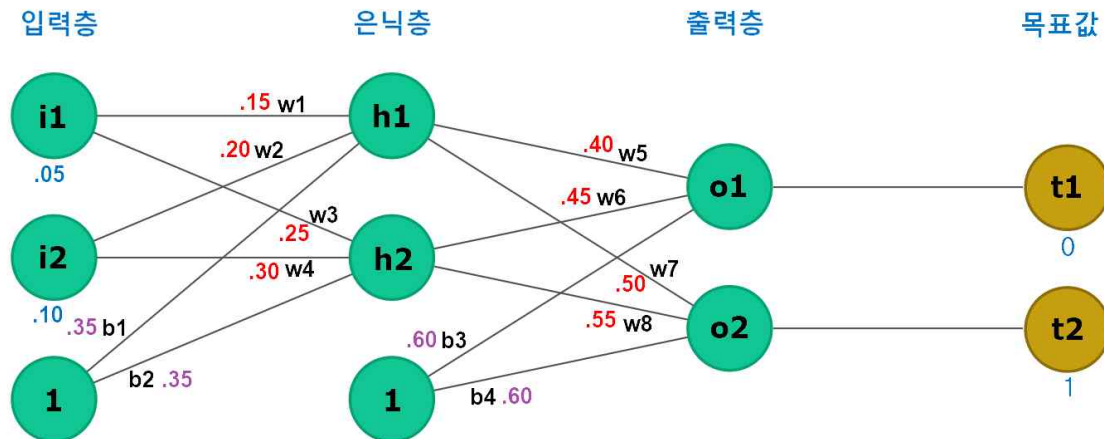 입력층 은닉층 출력층 목표값
i1 .15 w1 h1
.40 w5
.20 w2
.05
.45 w6 o1 t1
w3
.25
0
i2 .30 w4 h2
w7
.50
.10 .35 b1
.55 w8 o2 t2
.60 b3
b2 .35
1
1 1 b4 .60